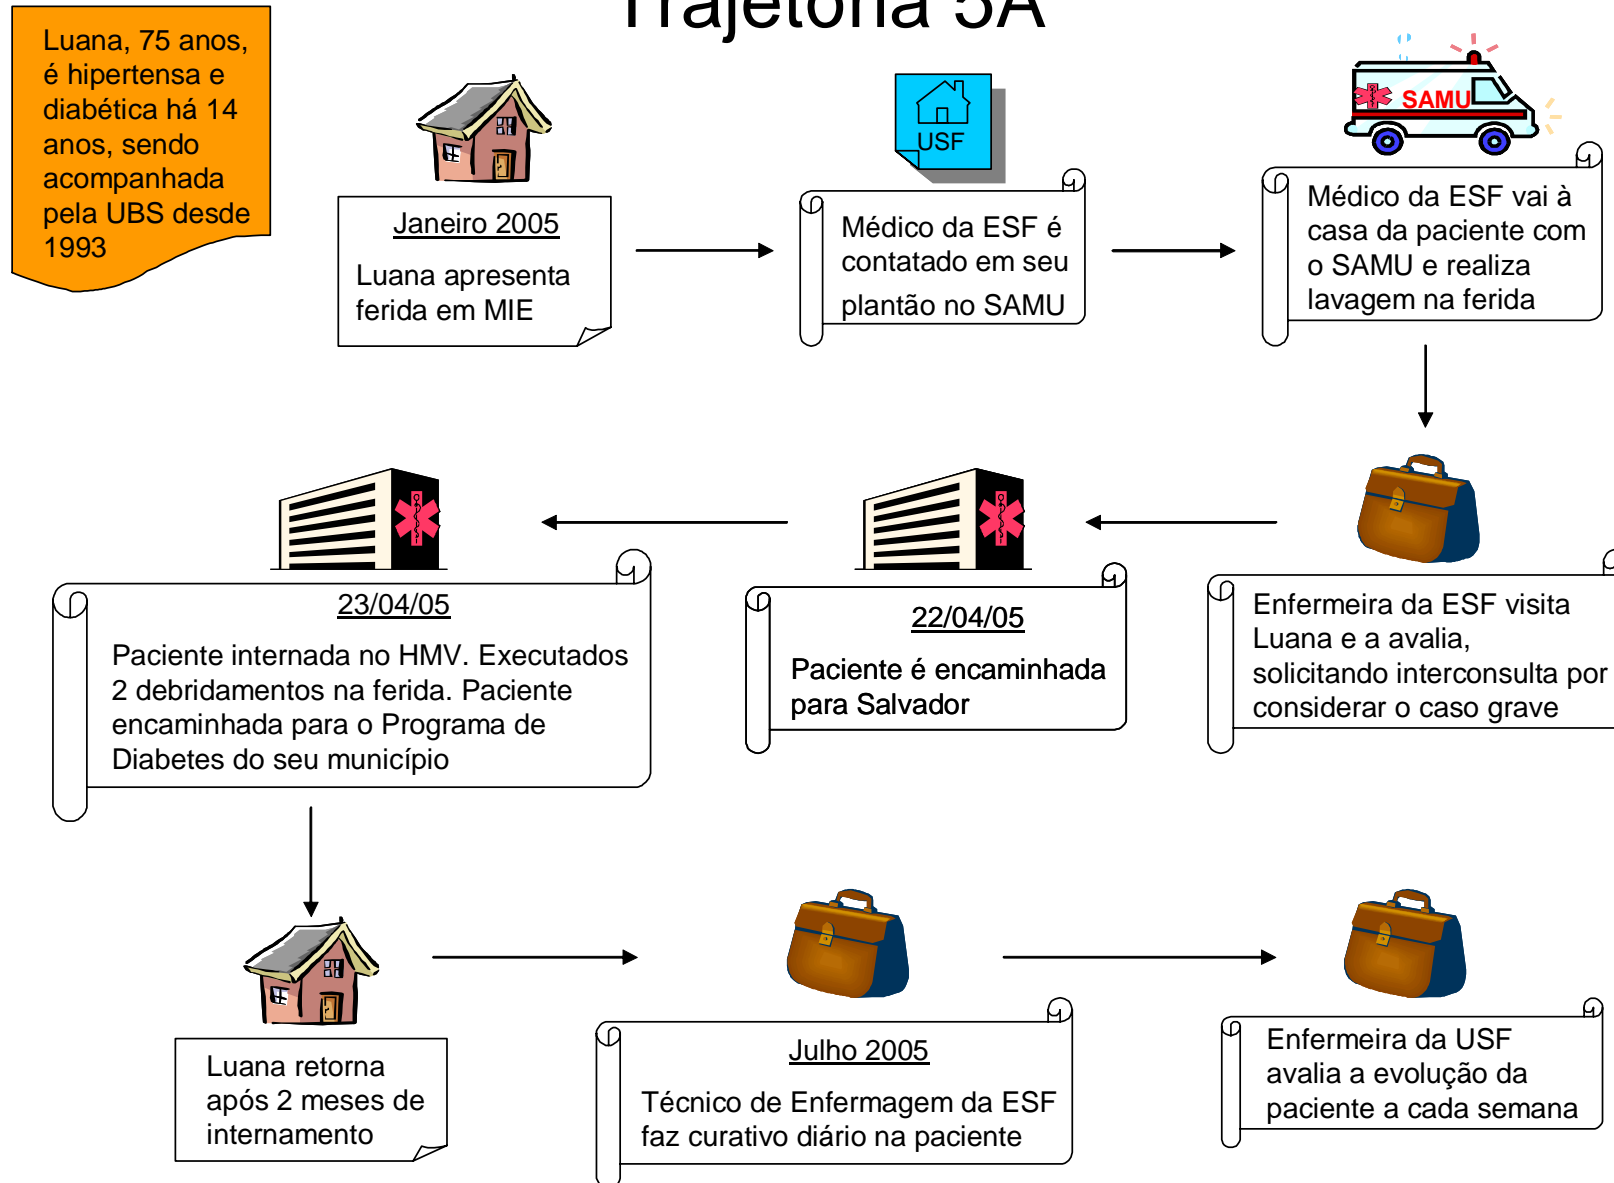 Trajetória 5A
Luana, 75 anos,
é hipertensa e
diabética há 14
anos, sendo
acompanhada
pela UBS desde
1993
USF
SAMU
Janeiro 2005
Luana apresenta
ferida em MIE
Médico da ESF é
contatado em seu
plantão no SAMU
Médico da ESF vai à
casa da paciente com
o SAMU e realiza
lavagem na ferida
Enfermeira da ESF visita
Luana e a avalia,
solicitando interconsulta por
considerar o caso grave
22/04/05
Paciente é encaminhada
para Salvador
23/04/05
Paciente internada no HMV. Executados
2 debridamentos na ferida. Paciente
encaminhada para o Programa de
Diabetes do seu município
Luana retorna
após 2 meses de
internamento
Julho 2005
Técnico de Enfermagem da ESF
faz curativo diário na paciente
Enfermeira da USF
avalia a evolução da
paciente a cada semana